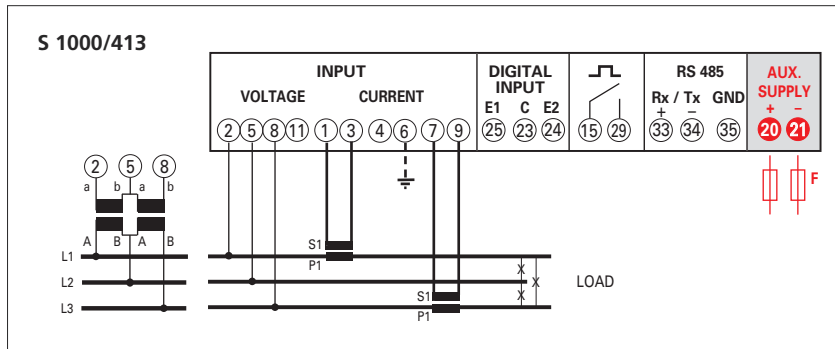 S 1000/413
INPUT
VOLTAGE CURRENT
2 5 8 11 1 3 4 6 7 9
DIGITAL
INPUT
E1 C E2
25 23 24
15 29
RS 485
Rx / Tx GND
+ −
33 34 35
AUX.
SUPPLY
+ −
20 21
F
2 5 8
a b a b
A B A B
L1
L2
L3
S1
P1
S1
P1
X
X
X
LOAD